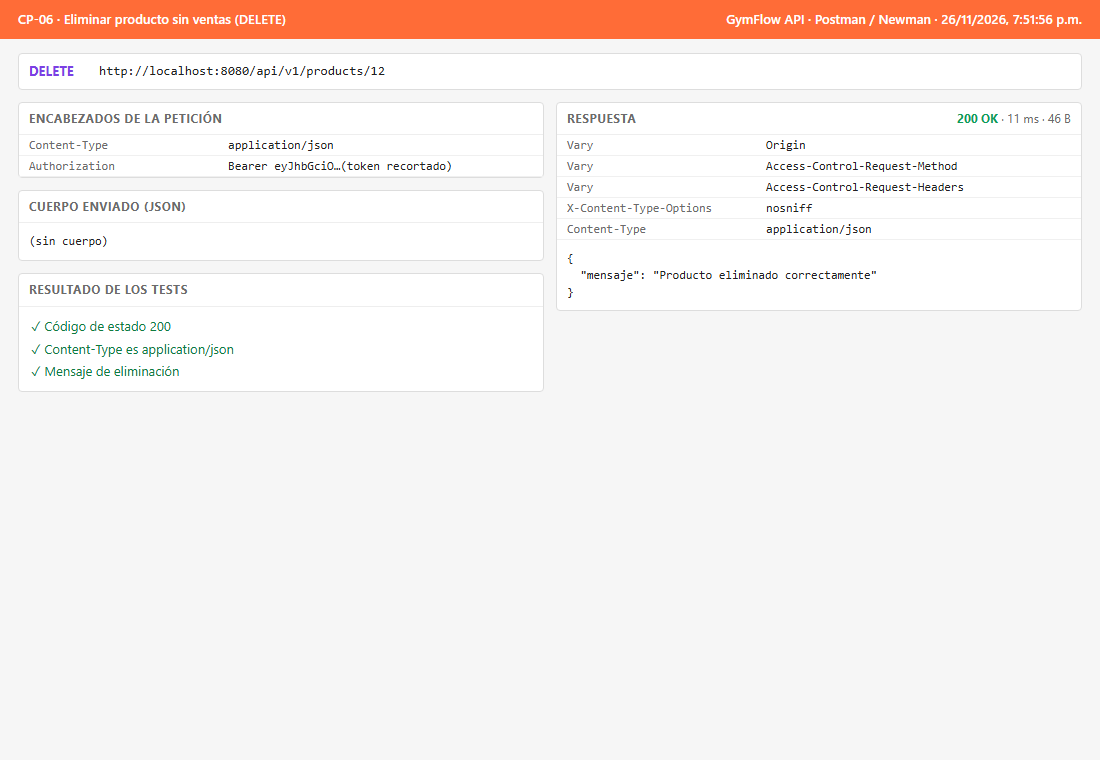 CP-06 · Eliminar producto sin ventas (DELETE)
GymFlow API · Postman / Newman · 26/11/2026, 7:51:56 p.m.
DELETE http://localhost:8080/api/v1/products/12
ENCABEZADOS DE LA PETICIÓN
Content-Type application/json
Authorization Bearer eyJhbGciO…(token recortado)
CUERPO ENVIADO (JSON)
(sin cuerpo)
RESULTADO DE LOS TESTS
✓ Código de estado 200
✓ Content-Type es application/json
✓ Mensaje de eliminación
RESPUESTA 200 OK · 11 ms · 46 B
Vary Origin
Vary Access-Control-Request-Method
Vary Access-Control-Request-Headers
X-Content-Type-Options nosniff
Content-Type application/json
{
"mensaje": "Producto eliminado correctamente"
}